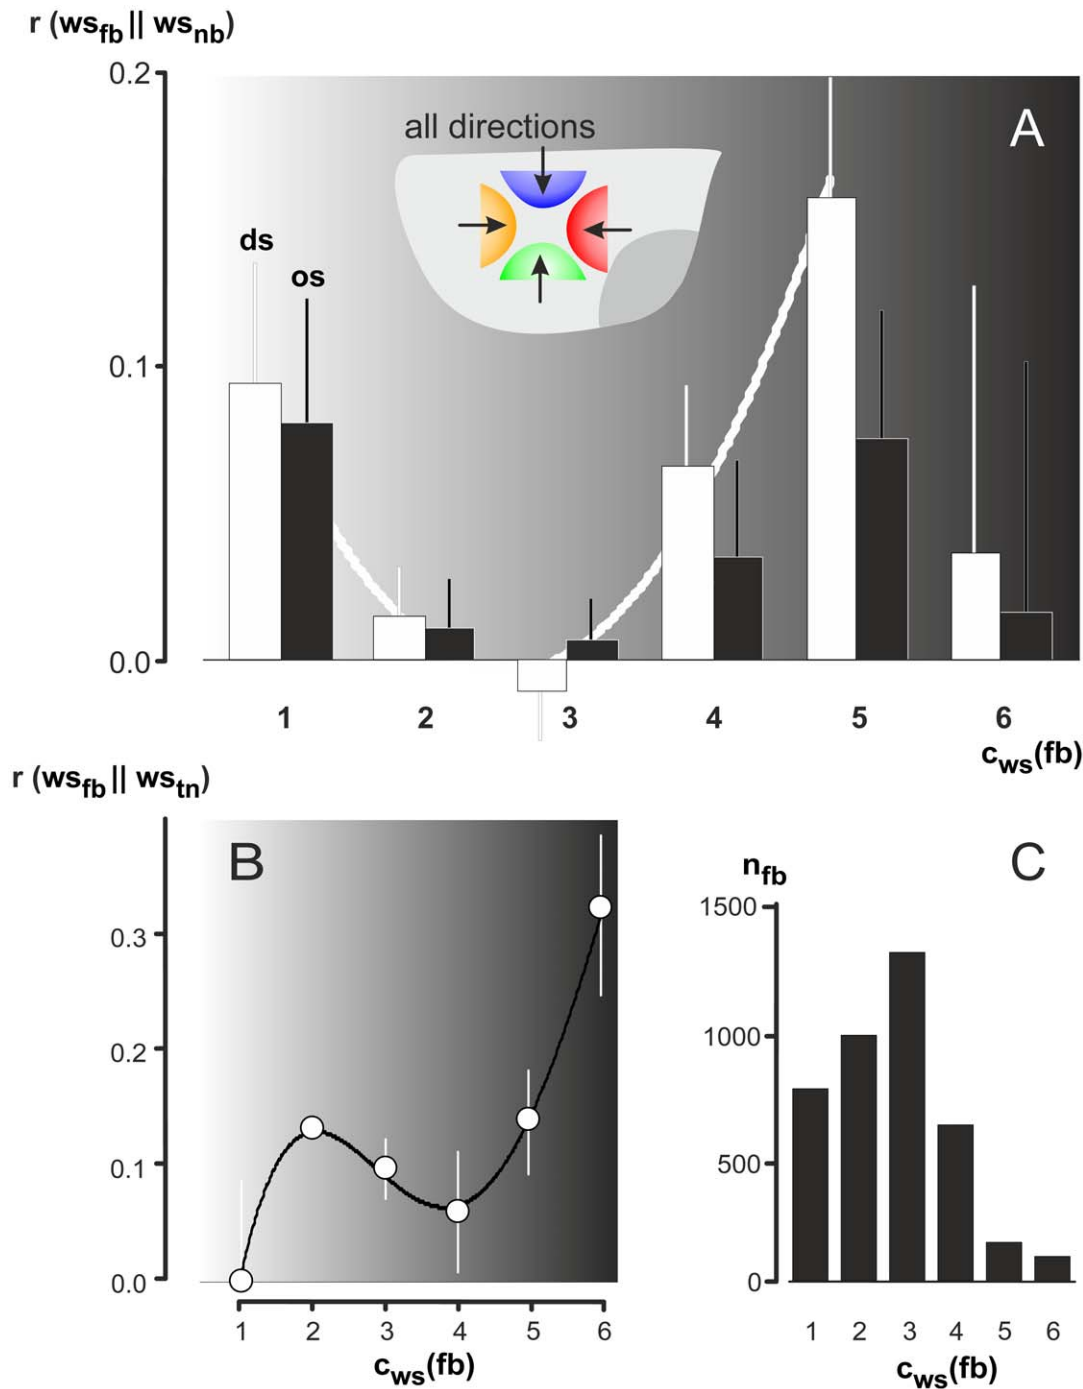 r (ws_fb || ws_nb)
0.2
A
all directions
ds
os
0.1
0.0
1 2 3 4 5 6
c_ws(fb)
r (ws_fb || ws_tn)
B
0.3
0.2
0.1
0.0
1 2 3 4 5 6
c_ws(fb)
C
n_fb
1500
1000
500
0
1 2 3 4 5 6
c_ws(fb)